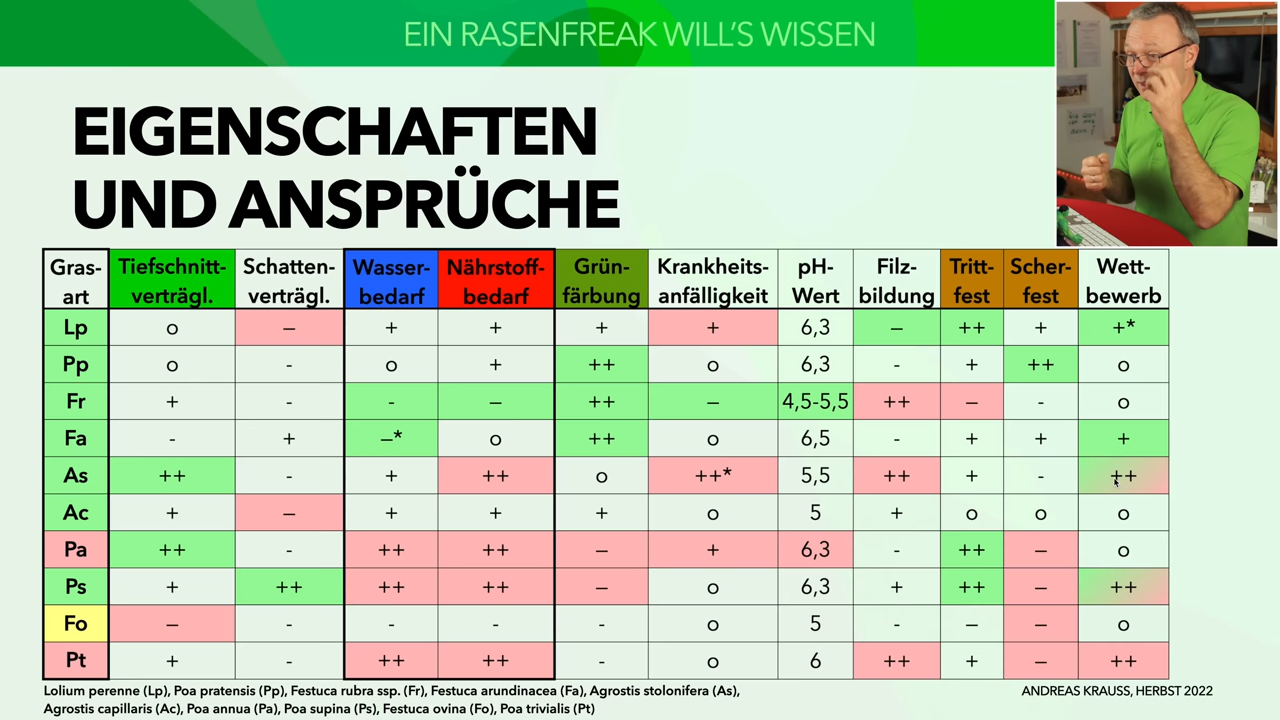 EIN RASENFREAK WILL'S WISSEN
EIGENSCHAFTEN
UND ANSPRÜCHE
Gras- Tiefschnitt- Schatten- Wasser- Nährstoff- Grün- Krankheits- pH- Filz- Tritt- Scher- Wett-
art verträgl. verträgl. bedarf bedarf färbung anfälligkeit Wert bildung fest fest bewerb
Lp o – + + + + 6,3 – ++ + +*
Pp o - o + ++ o 6,3 - + ++ o
Fr + - - – ++ – 4,5-5,5 ++ – - o
Fa - + –* o ++ o 6,5 - + + +
As ++ - + ++ o ++* 5,5 ++ + - ++
Ac + – + + + o 5 + o o o
Pa ++ - ++ ++ – + 6,3 - ++ – o
Ps + ++ ++ ++ – o 6,3 + ++ – ++
Fo – - - - - o 5 - – – o
Pt + - ++ ++ - o 6 ++ + – ++
Lolium perenne (Lp), Poa pratensis (Pp), Festuca rubra ssp. (Fr), Festuca arundinacea (Fa), Agrostis stolonifera (As),
Agrostis capillaris (Ac), Poa annua (Pa), Poa supina (Ps), Festuca ovina (Fo), Poa trivialis (Pt)
ANDREAS KRAUSS, HERBST 2022